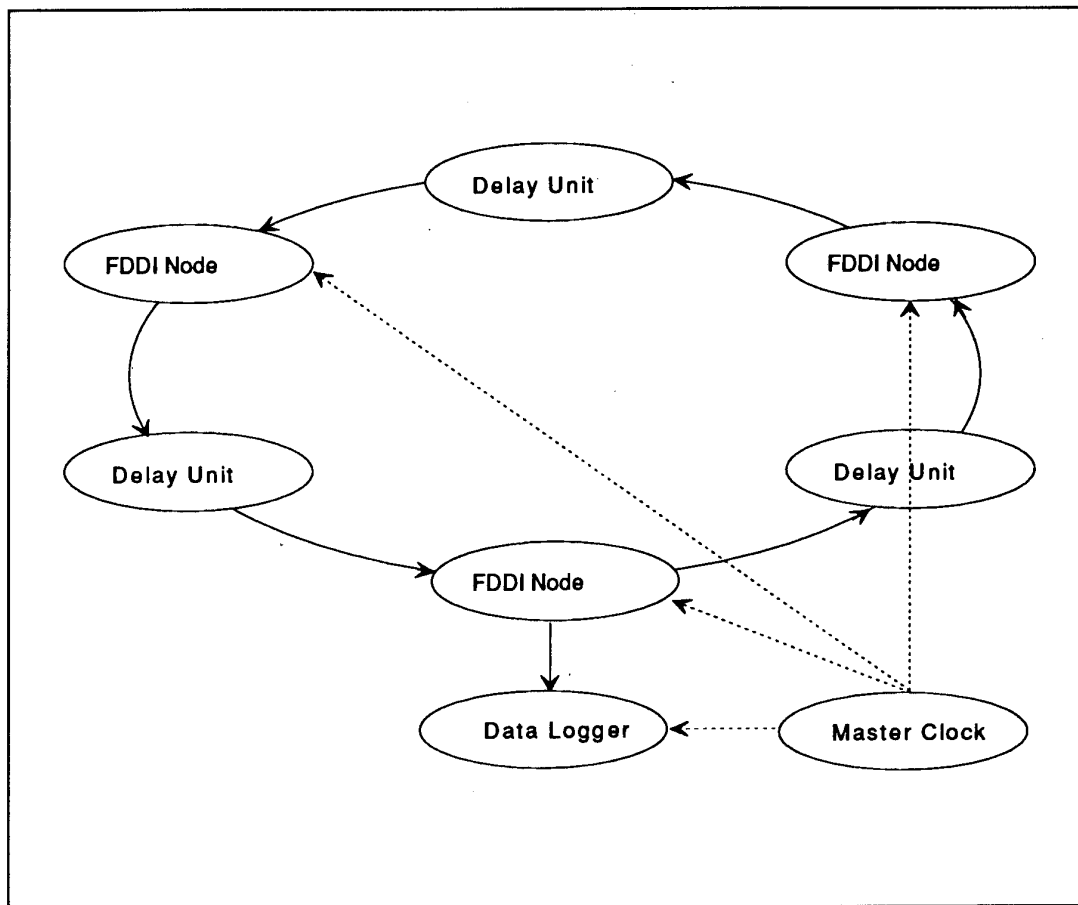 Delay Unit
FDDI Node
FDDI Node
Delay Unit
Delay Unit
FDDI Node
Data Logger
Master Clock